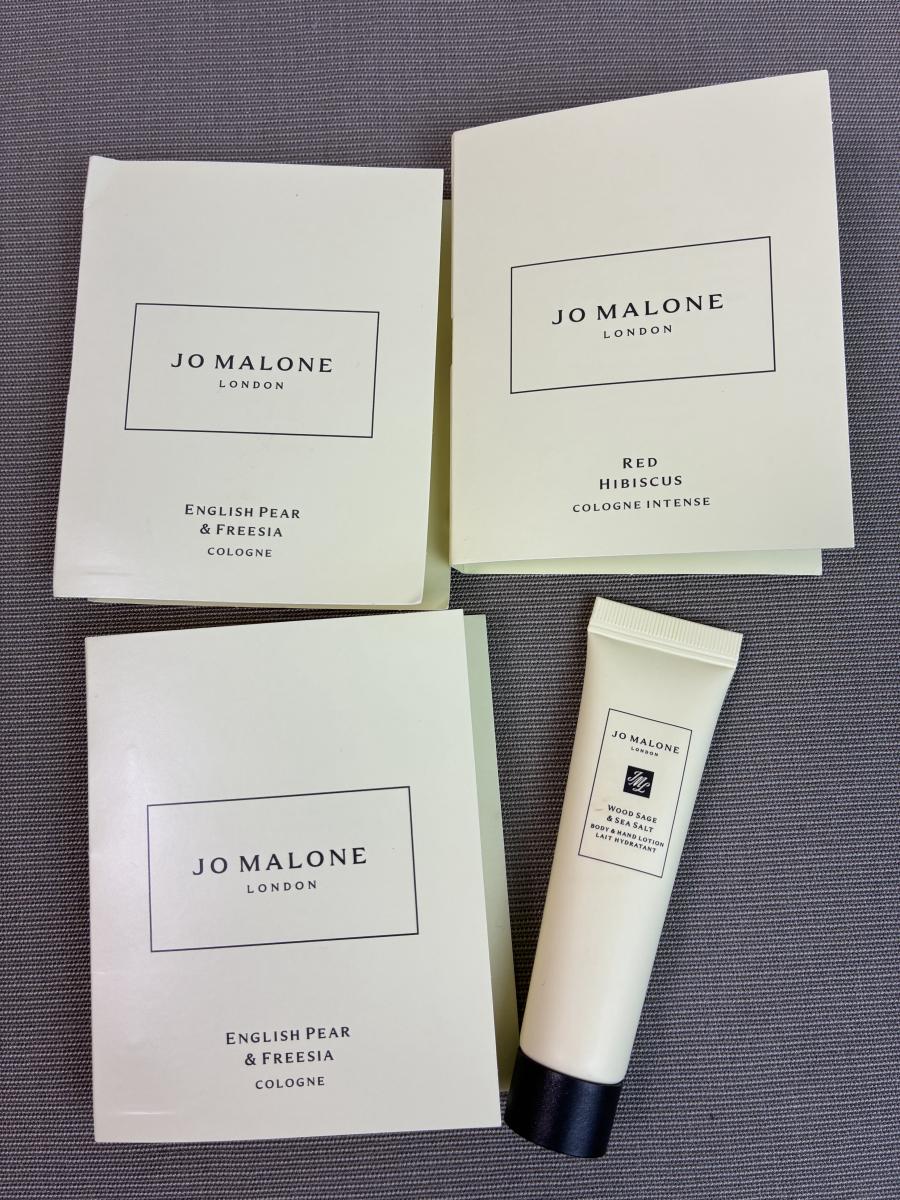 JO MALONE
LONDON
ENGLISH PEAR
& FREESIA
COLOGNE
JO MALONE
LONDON
RED
HIBISCUS
COLOGNE INTENSE
JO MALONE
LONDON
ENGLISH PEAR
& FREESIA
COLOGNE
JO MALONE
LONDON
JML
WOOD SAGE
& SEA SALT
BODY & HAND LOTION
LAIT HYDRATANT